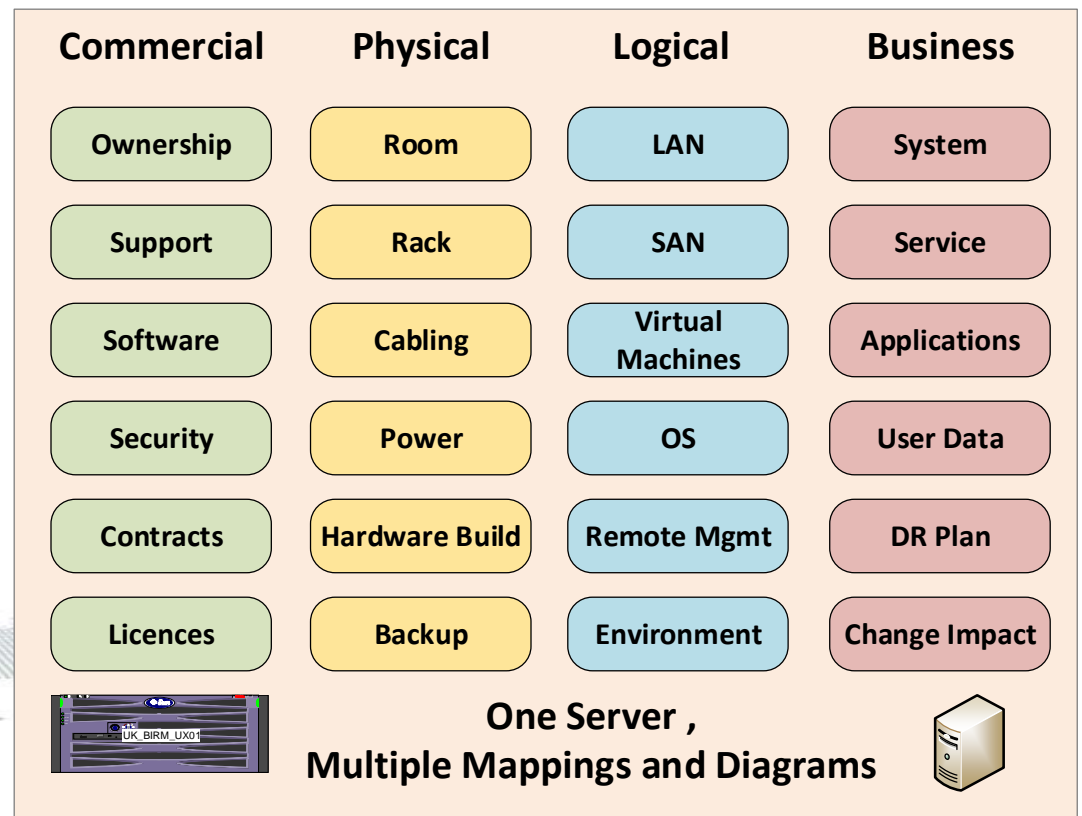 Commercial Physical Logical Business
Ownership Room LAN System
Support Rack SAN Service
Software Cabling Virtual Machines Applications
Security Power OS User Data
Contracts Hardware Build Remote Mgmt DR Plan
Licences Backup Environment Change Impact
UK_BIRM_UX01
One Server ,
Multiple Mappings and Diagrams